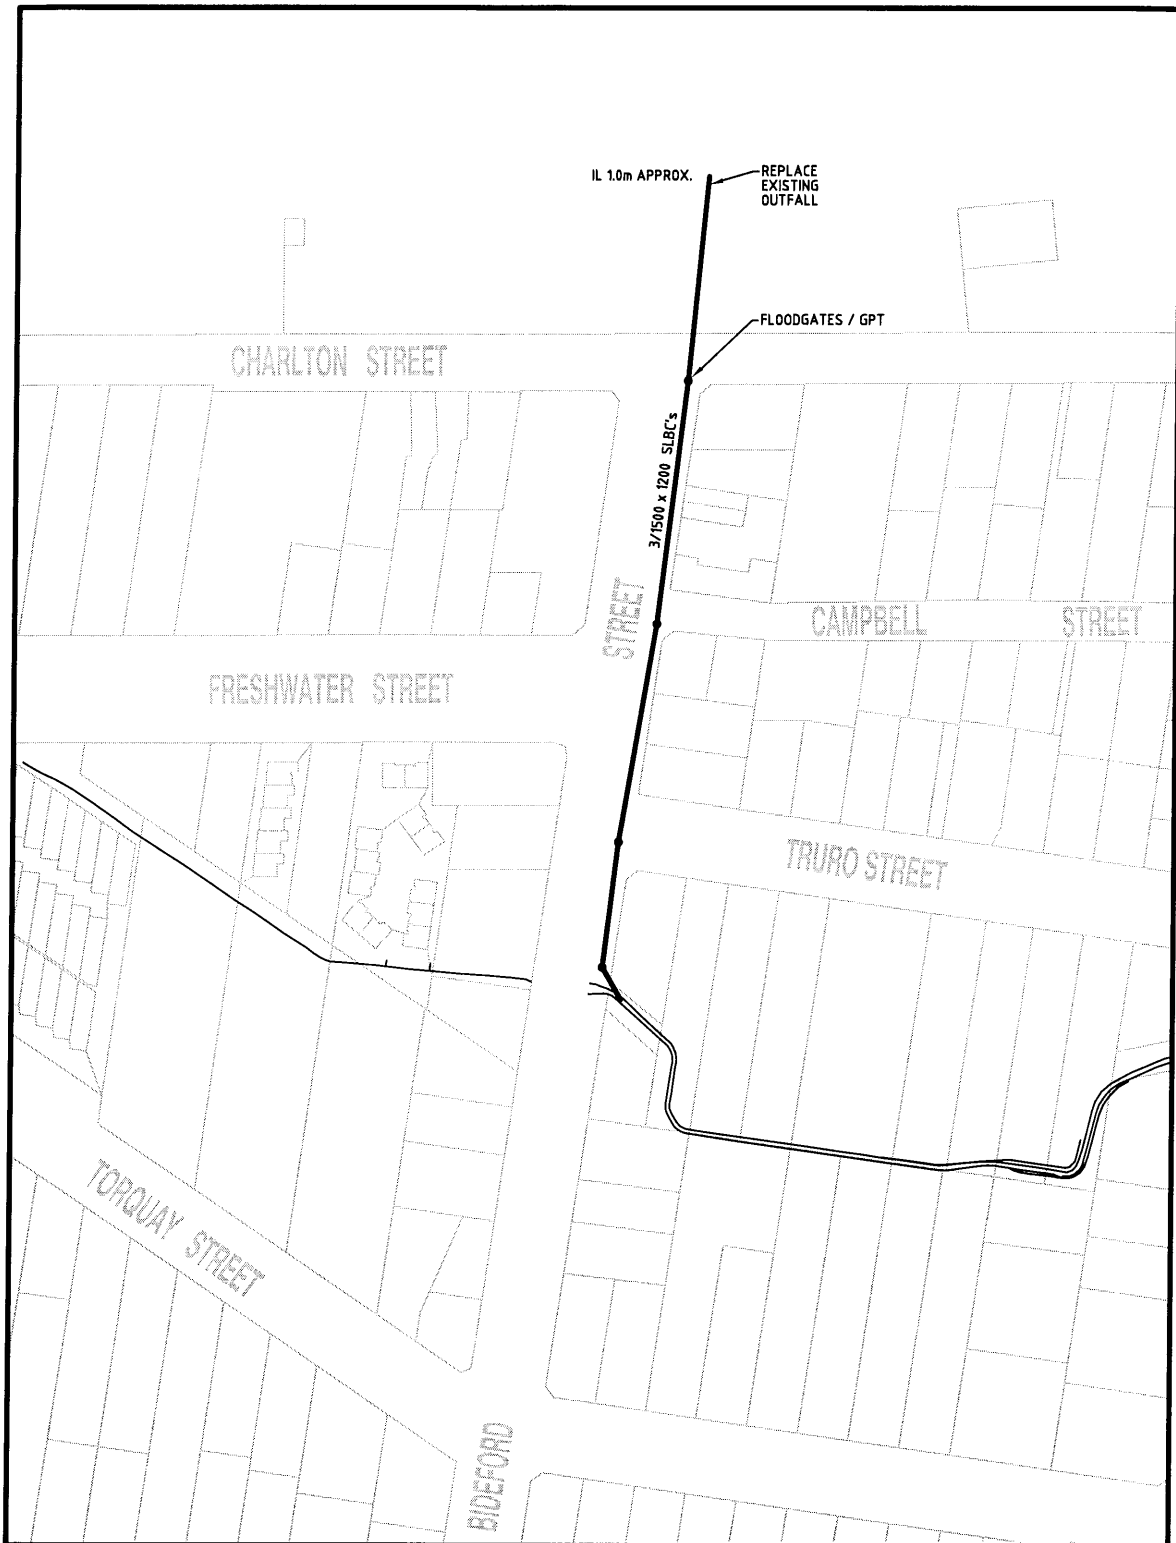 IL 1.0m APPROX.
REPLACE
EXISTING
OUTFALL
FLOODGATES / GPT
CHARLTON STREET
3/1500 x 1200 SLBC's
STREET
CAMPBELL STREET
FRESHWATER STREET
TRURO STREET
TORQUAY STREET
BIDEFORD